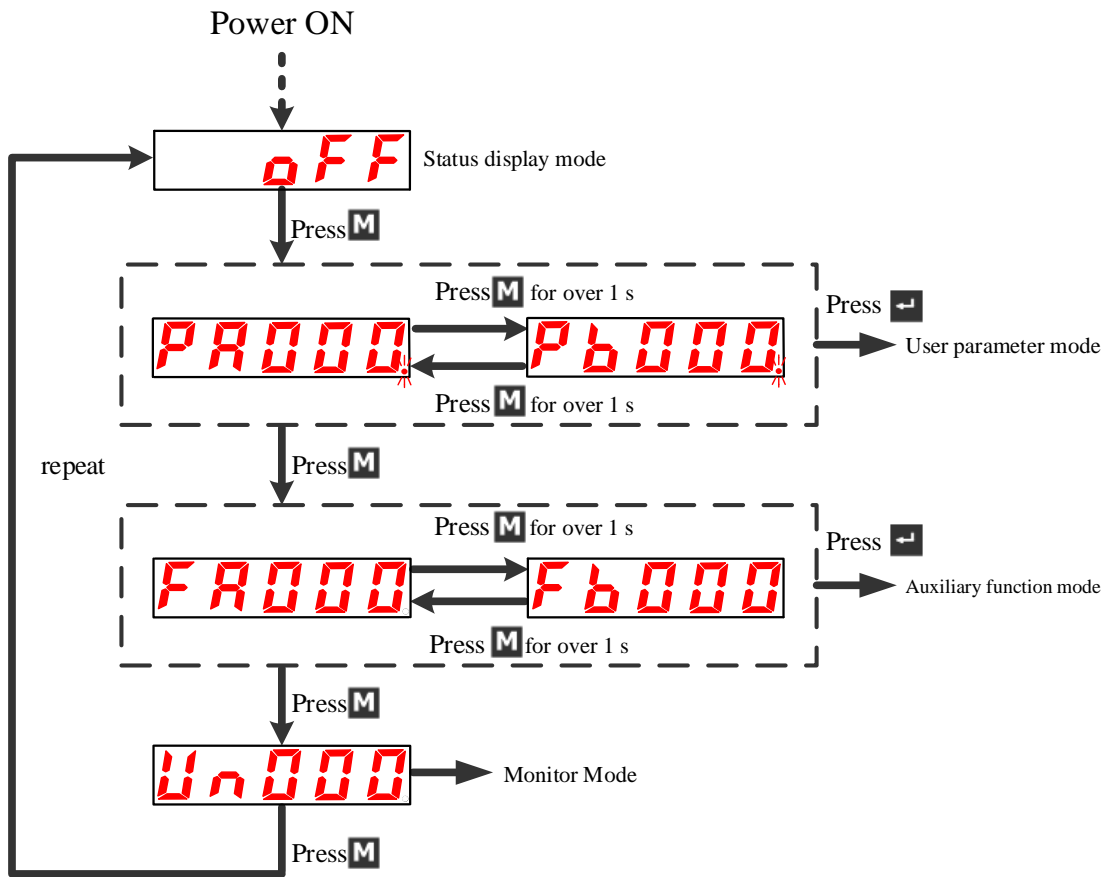 Power ON
oFF
Status display mode
Press M
Press M for over 1 s
Press ↵
PA000.
Pb000.
User parameter mode
Press M for over 1 s
repeat
Press M
Press M for over 1 s
Press ↵
FA000
Fb000
Auxiliary function mode
Press M for over 1 s
Press M
Un000
Monitor Mode
Press M